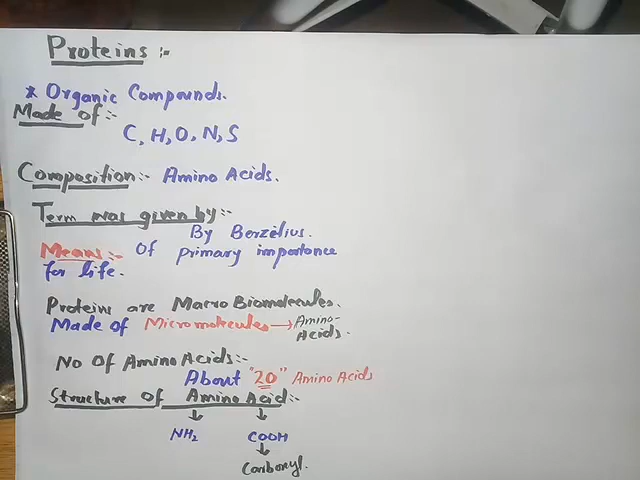 Proteins :-
* Organic Compounds.
Made of :-
C, H, O, N, S
Composition :- Amino Acids.
Term was given by :-
By Berzelius.
Means :- Of primary importance
for life.
Proteins are Macro Biomolecules.
Made of Micromolecules → Amino-
Acids.
No Of Amino Acids :-
About "20" Amino Acids
Structure of Amino Acid :-
↓ ↓
NH₂ COOH
↓
Carbonyl.